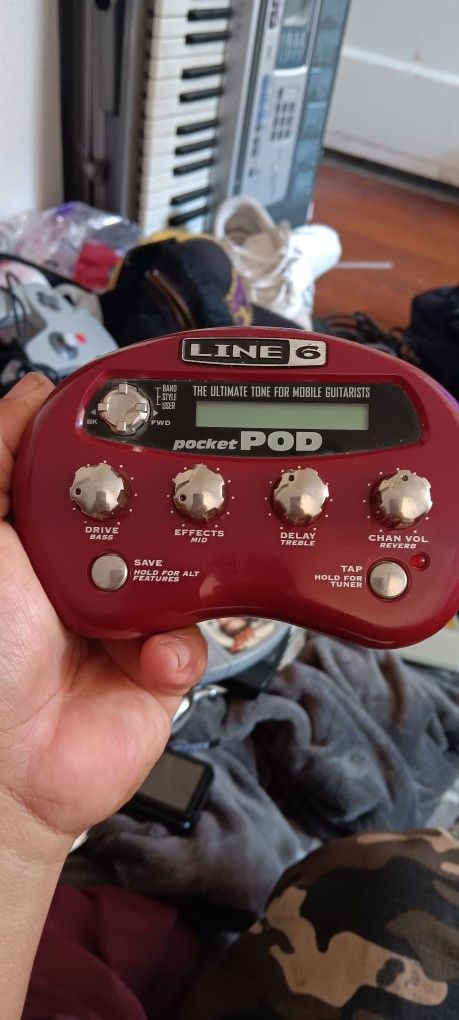 LINE 6
THE ULTIMATE TONE FOR MOBILE GUITARISTS
BAND
STYLE
USER
BK
FWD
pocket POD
DRIVE
BASS
EFFECTS
MID
DELAY
TREBLE
CHAN VOL
REVERB
SAVE
HOLD FOR ALT
FEATURES
TAP
HOLD FOR
TUNER